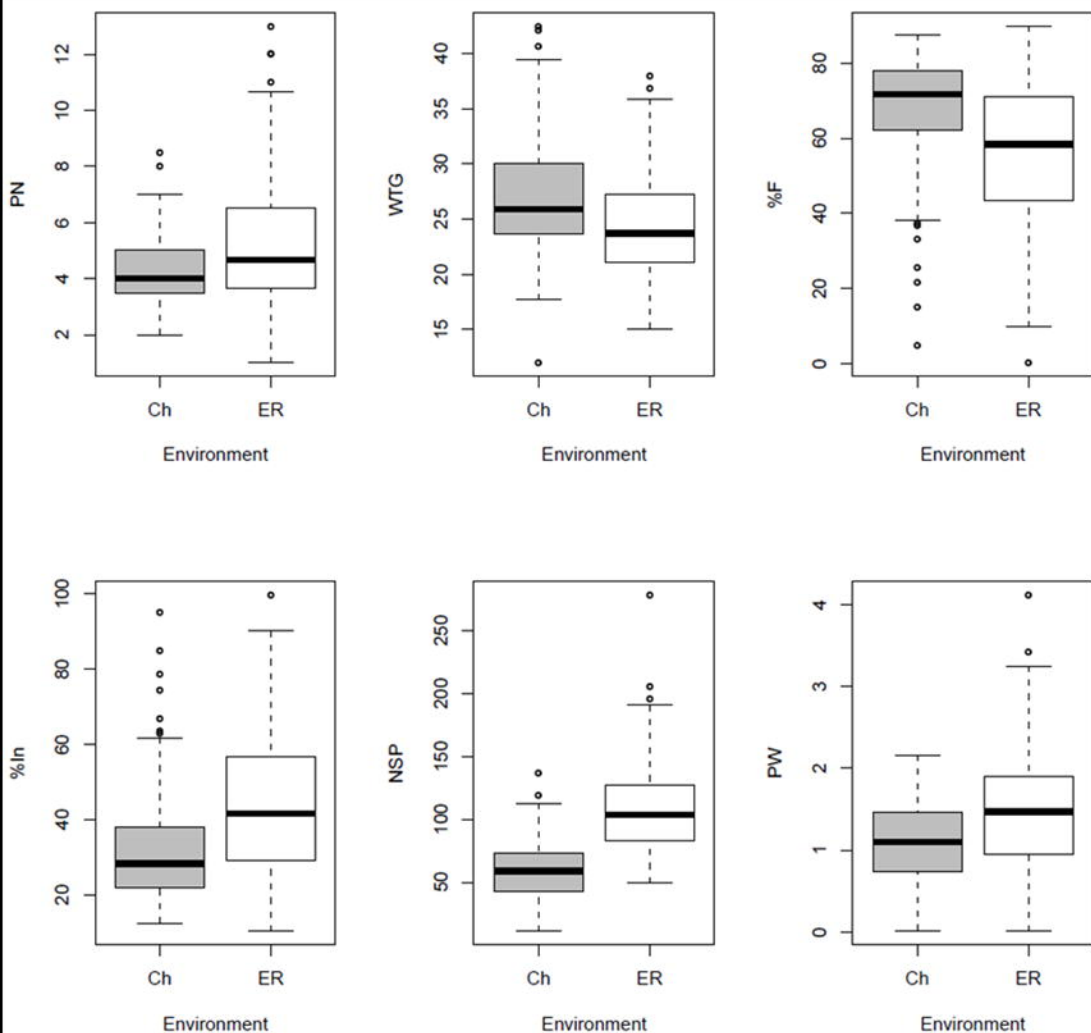 PN
12
10
8
6
4
2
Ch
ER
Environment
WTG
40
35
30
25
20
15
Ch
ER
Environment
%F
80
60
40
20
0
Ch
ER
Environment
%In
100
80
60
40
20
Ch
ER
Environment
NSP
250
200
150
100
50
Ch
ER
Environment
PW
4
3
2
1
0
Ch
ER
Environment